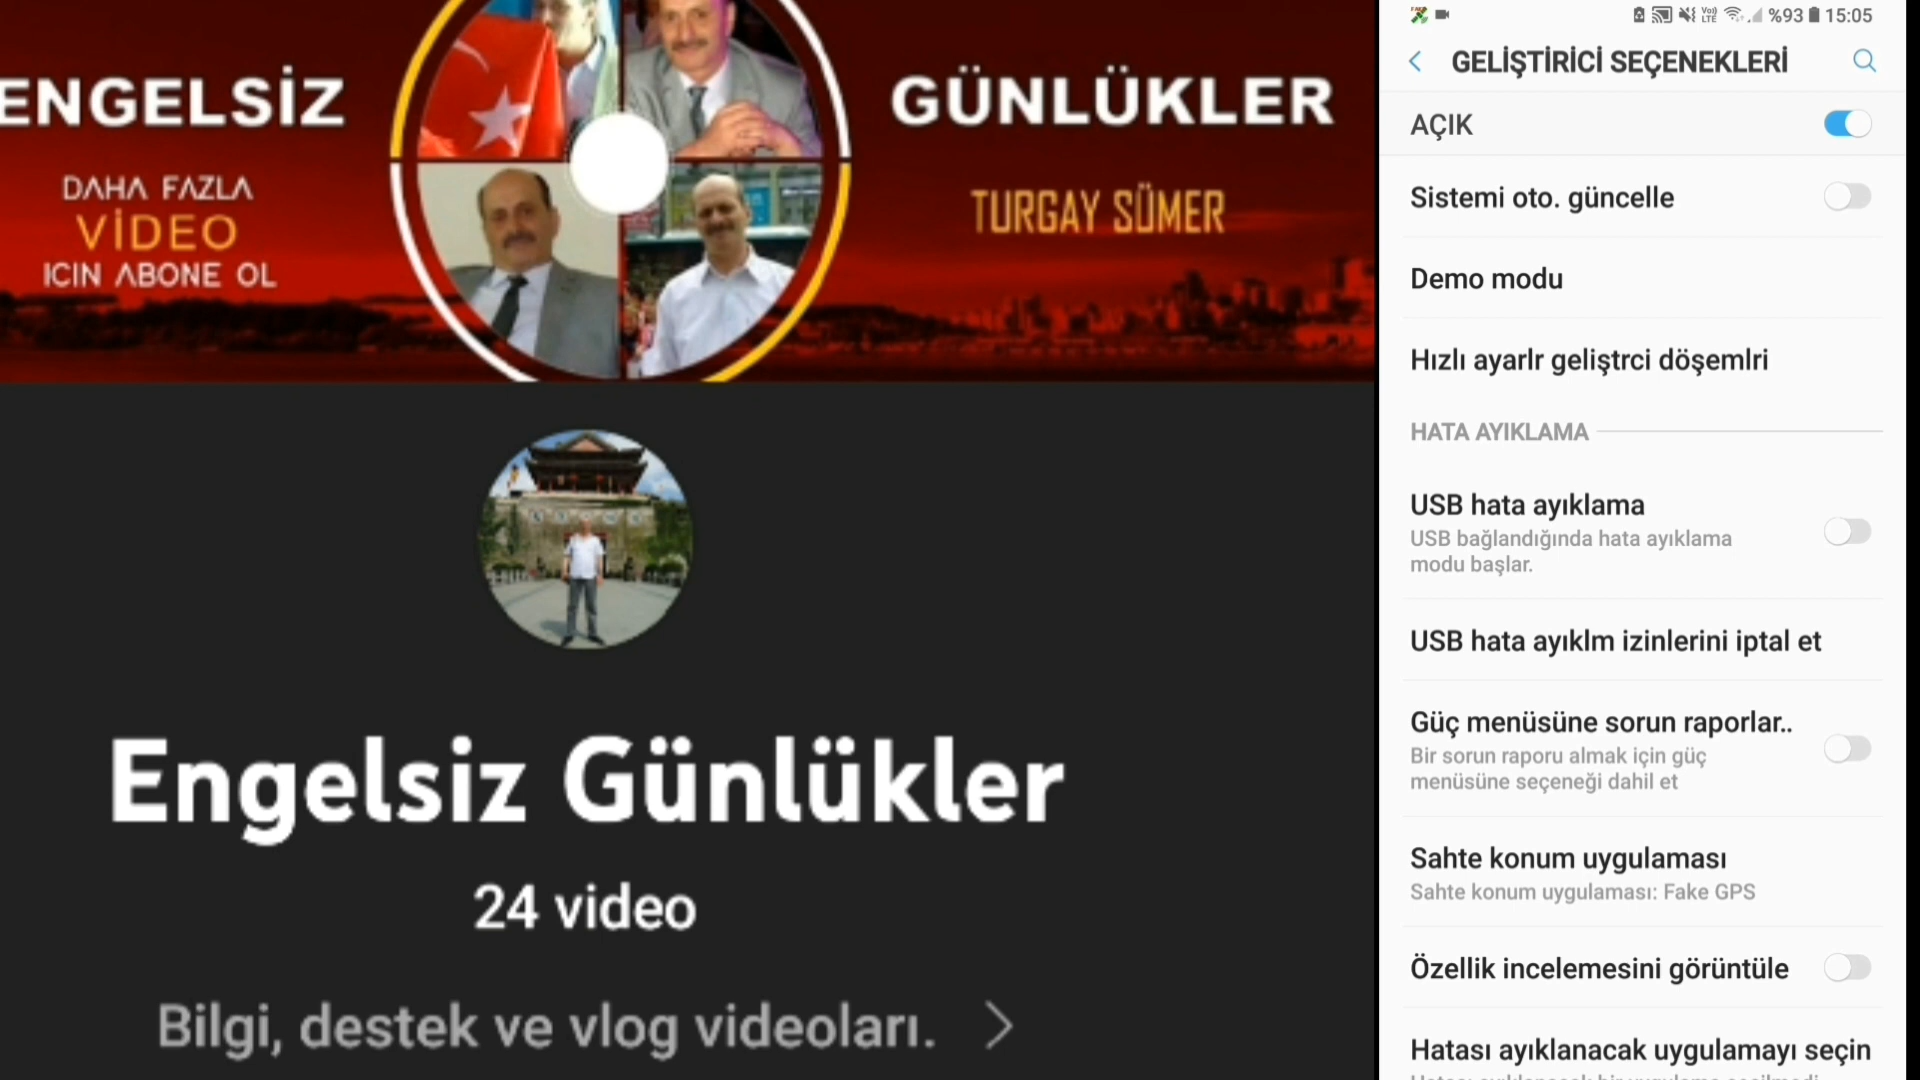 ENGELSİZ
GÜNLÜKLER
DAHA FAZLA
VİDEO
ICIN ABONE OL
TURGAY SÜMER
Engelsiz Günlükler
24 video
Bilgi, destek ve vlog videoları.
%93 15:05
GELİŞTİRİCİ SEÇENEKLERİ
AÇIK
Sistemi oto. güncelle
Demo modu
Hızlı ayarlr geliştrci döşemlri
HATA AYIKLAMA
USB hata ayıklama
USB bağlandığında hata ayıklama
modu başlar.
USB hata ayıklm izinlerini iptal et
Güç menüsüne sorun raporlar..
Bir sorun raporu almak için güç
menüsüne seçeneği dahil et
Sahte konum uygulaması
Sahte konum uygulaması: Fake GPS
Özellik incelemesini görüntüle
Hatası ayıklanacak uygulamayı seçin